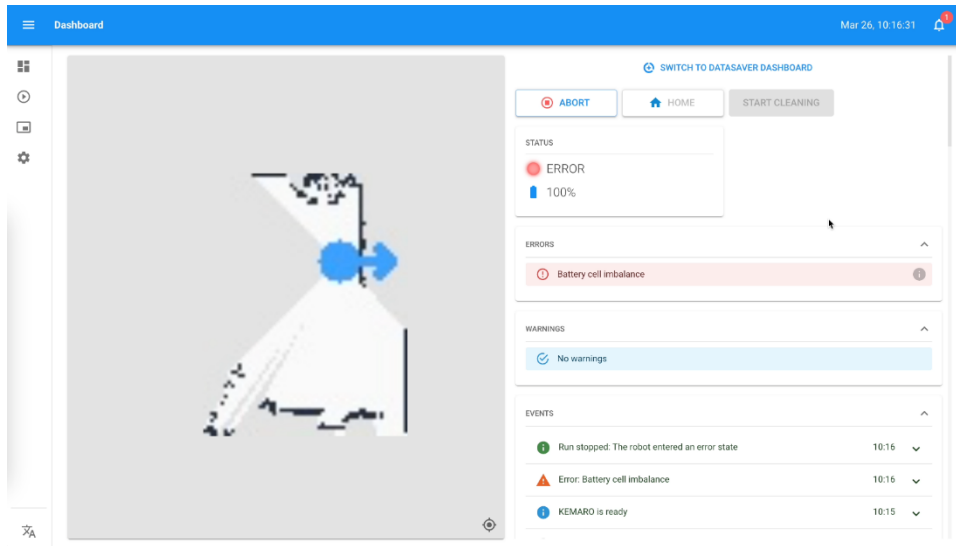 Dashboard
Mar 26, 10:16:31
1
SWITCH TO DATASAVER DASHBOARD
ABORT
HOME
START CLEANING
STATUS
ERROR
100%
ERRORS
Battery cell imbalance
WARNINGS
No warnings
EVENTS
Run stopped: The robot entered an error state 10:16
Error: Battery cell imbalance 10:16
KEMARO is ready 10:15